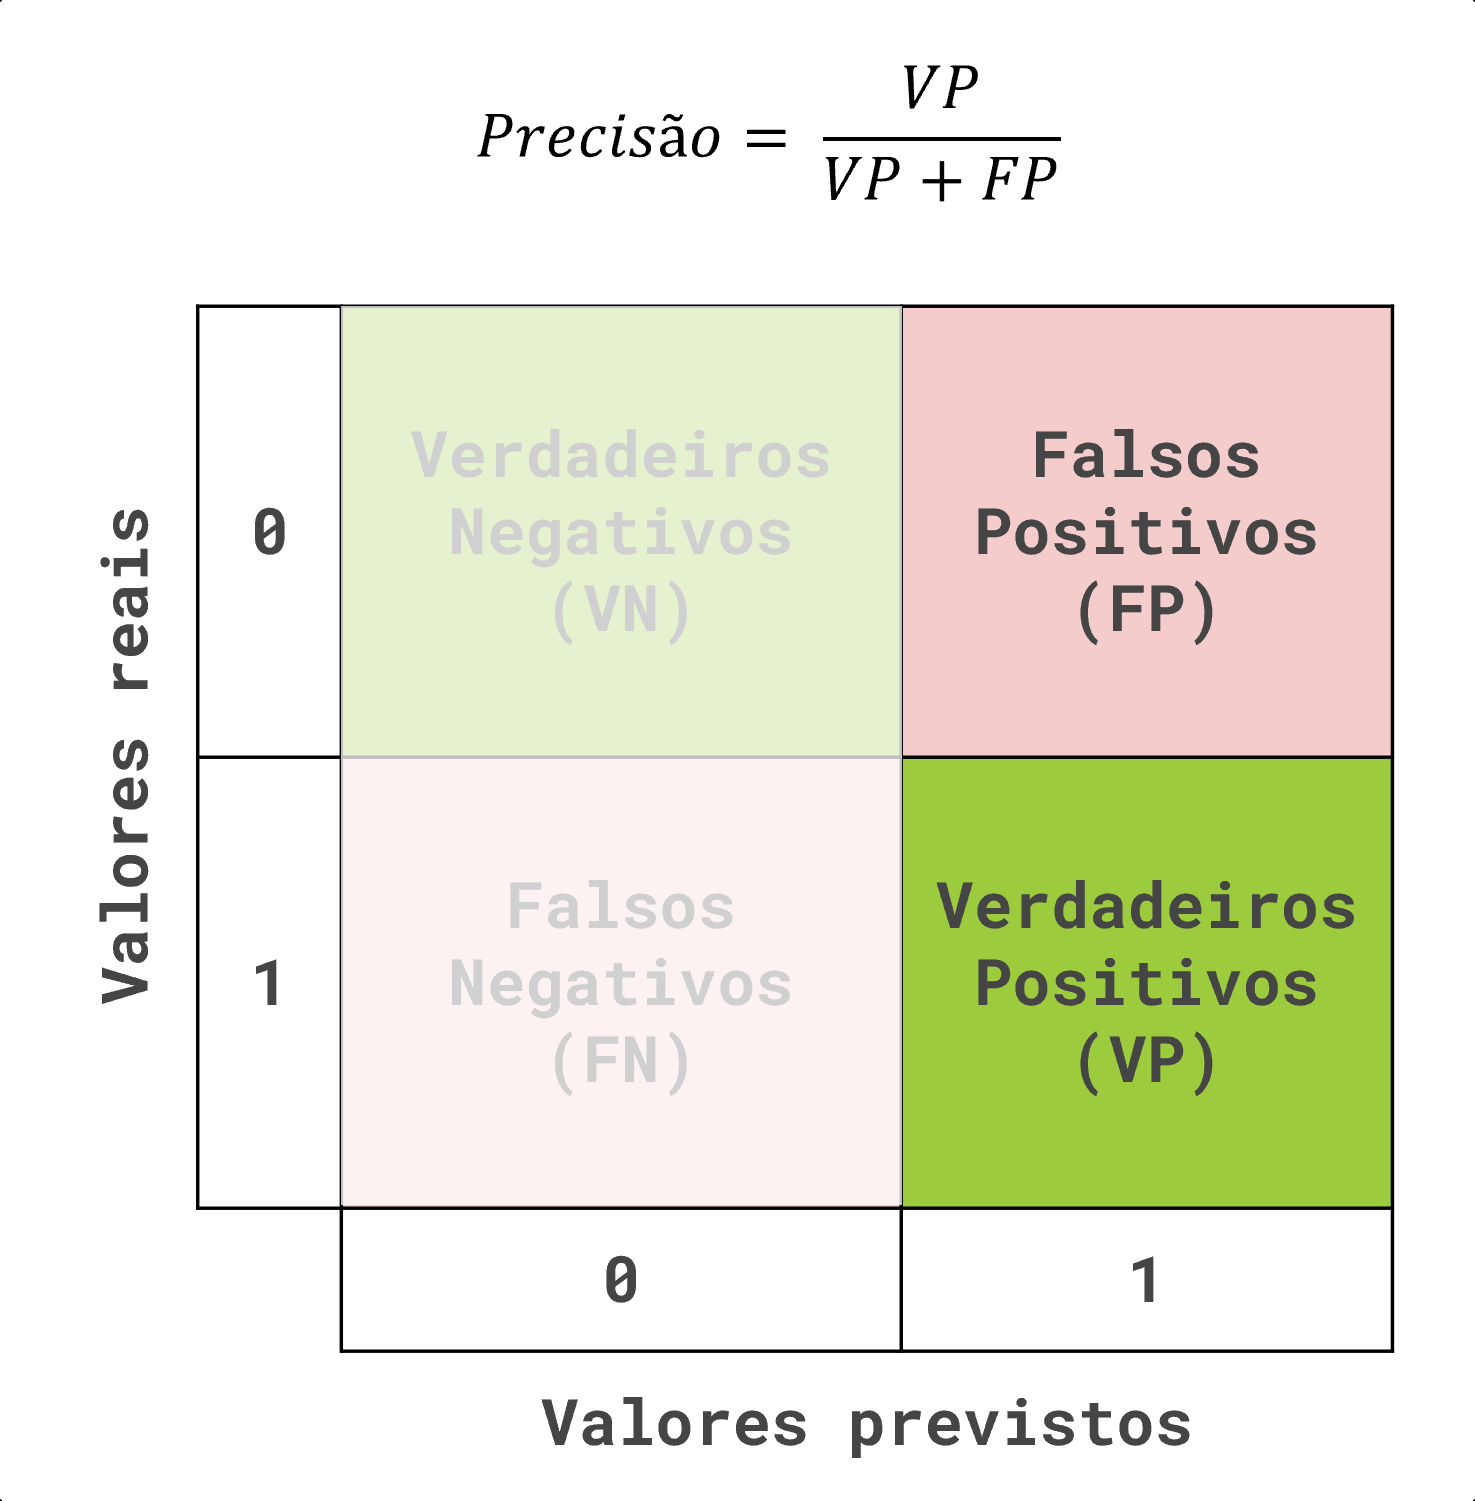 Precisão = VP / (VP + FP)
Valores reais
0
Verdadeiros
Negativos
(VN)
Falsos
Positivos
(FP)
1
Falsos
Negativos
(FN)
Verdadeiros
Positivos
(VP)
0
1
Valores previstos